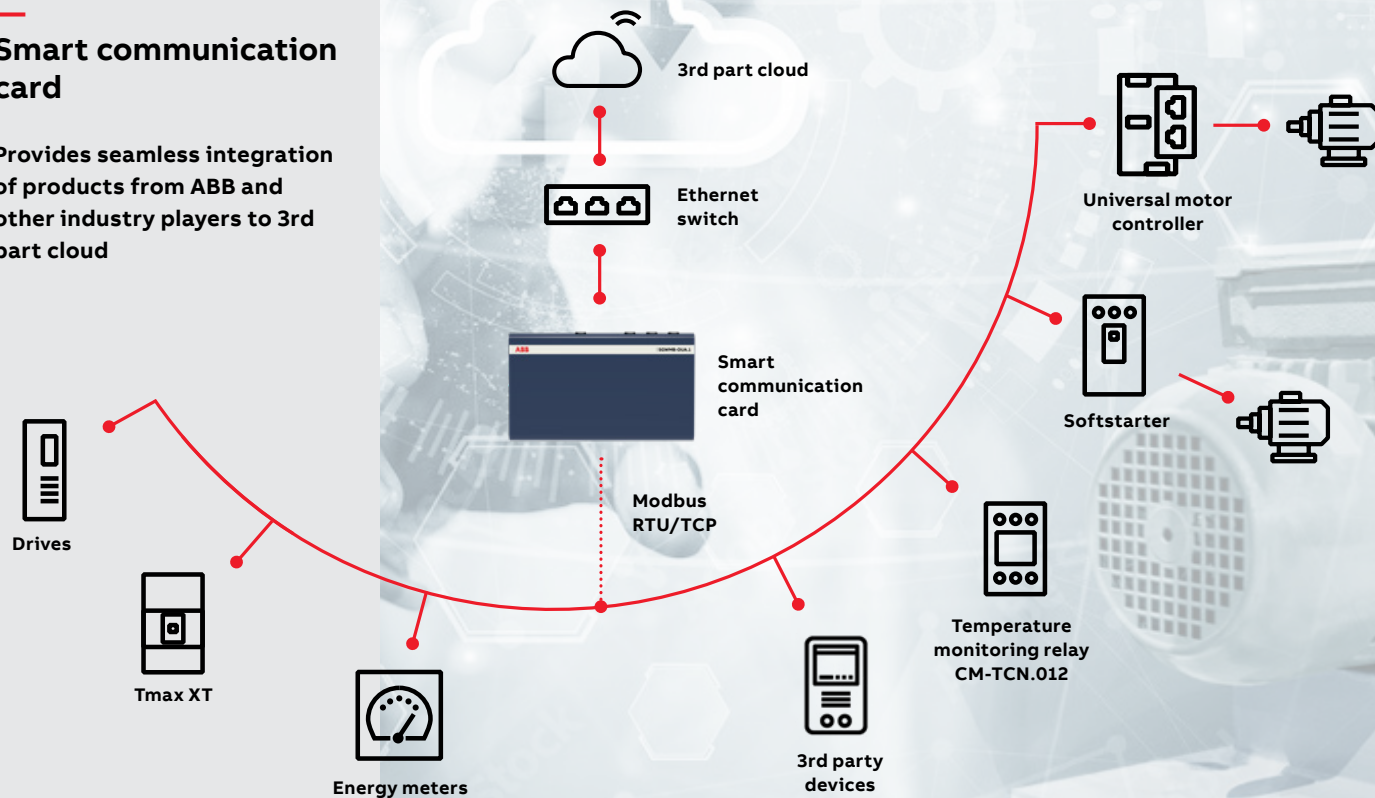 Smart communication
card
Provides seamless integration
of products from ABB and
other industry players to 3rd
part cloud
3rd part cloud
Ethernet
switch
ABB
Smart
communication
card
Modbus
RTU/TCP
Universal motor
controller
Softstarter
Temperature
monitoring relay
CM-TCN.012
3rd party
devices
Energy meters
Tmax XT
Drives